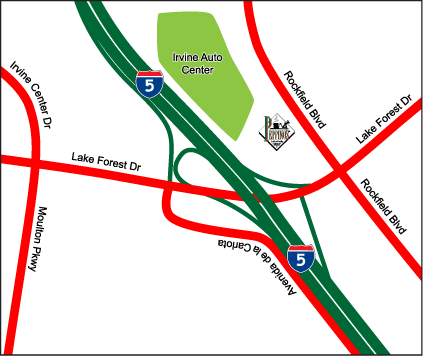 Irvine Auto
Center
Irvine Center Dr
5
Rockfield Blvd
Lake Forest Dr
Lake Forest Dr
Rockfield Blvd
Moulton Pkwy
Avenida de la Carlota
5